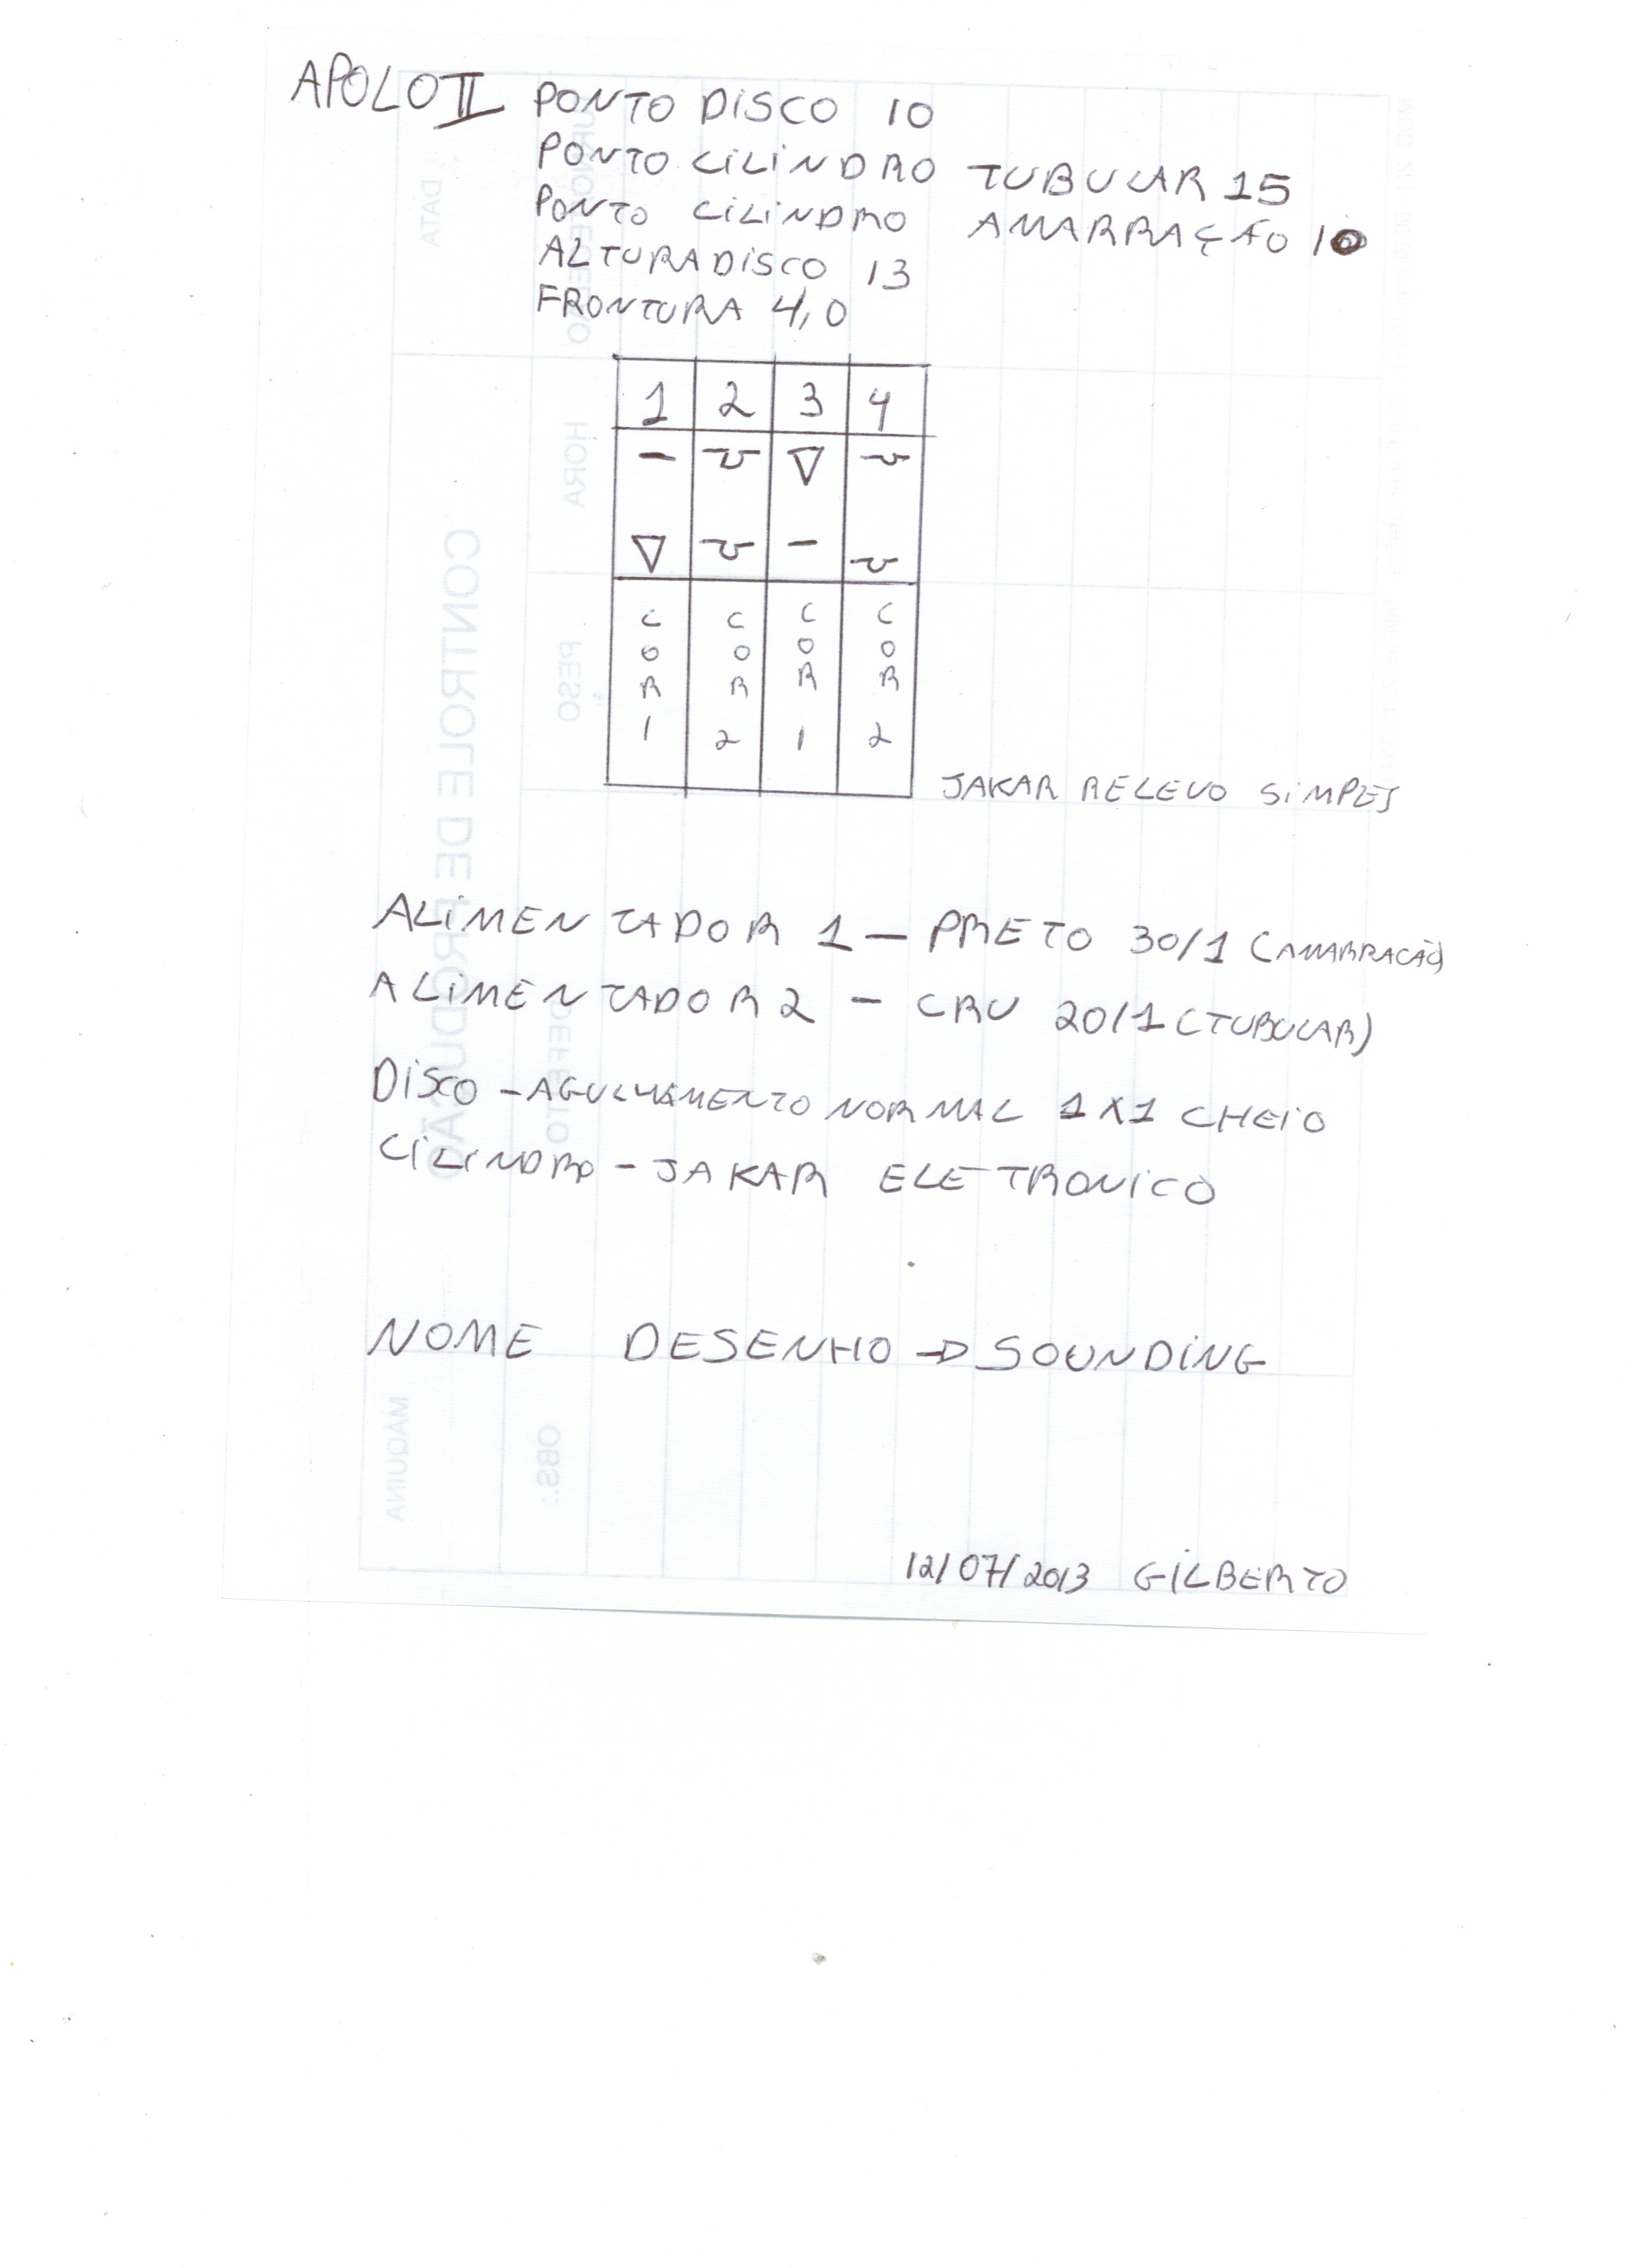 APOLO II PONTO DISCO 10
PONTO CILINDRO TUBULAR 15
PONTO CILINDRO AMARRAÇÃO 10
ALTURA DISCO 13
FRONTURA 4,0
1 2 3 4
COR 1 COR 2 COR 1 COR 2
JAKAR RELEVO SIMPLES
ALIMENTADOR 1 – PRETO 30/1 (AMARRACÃO)
ALIMENTADOR 2 – CRU 20/1 (TUBULAR)
DISCO – AGULHAMENTO NORMAL 1X1 CHEIO
CILINDRO – JAKAR ELETRONICO
NOME DESENHO → SOUNDING
12/07/2013 GILBERTO
DATA
HORA
PESO
CONTROLE DE PRODUÇÃO
DEFEITO
MÁQUINA
OBS.: